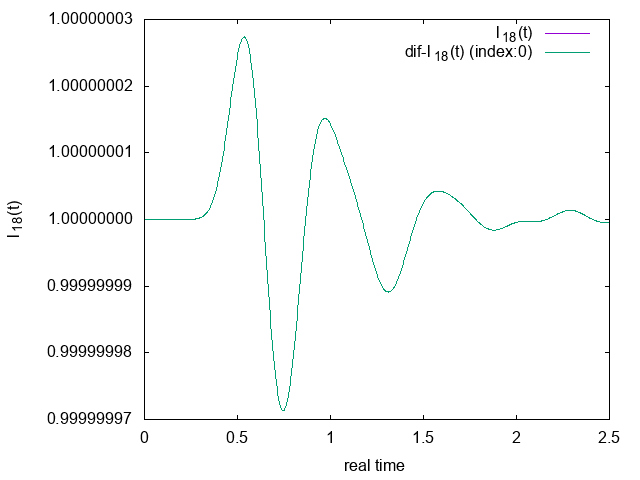 1.00000003
1.00000002
1.00000001
1.00000000
0.99999999
0.99999998
0.99999997
I18(t)
I18(t)
dif-I18(t) (index:0)
0 0.5 1 1.5 2 2.5
real time